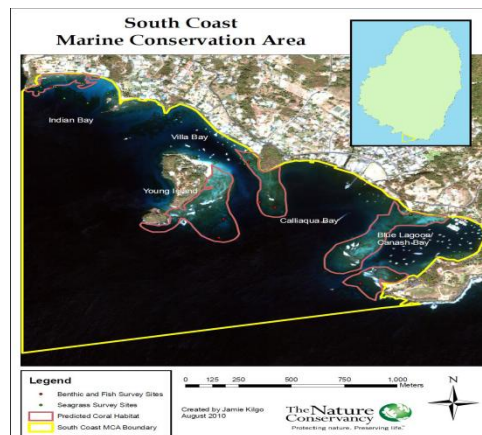 South Coast
Marine Conservation Area
Indian Bay
Villa Bay
Young Island
Calliaqua Bay
Blue Lagoon/
Canash Bay
Legend
Benthic and Fish Survey Sites
Seagrass Survey Sites
Predicted Coral Habitat
South Coast MCA Boundary
0 125 250 500 750 1,000
Meters
Created by Jamie Kilgo
August 2010
The Nature
Conservancy
Protecting nature. Preserving life.™
N